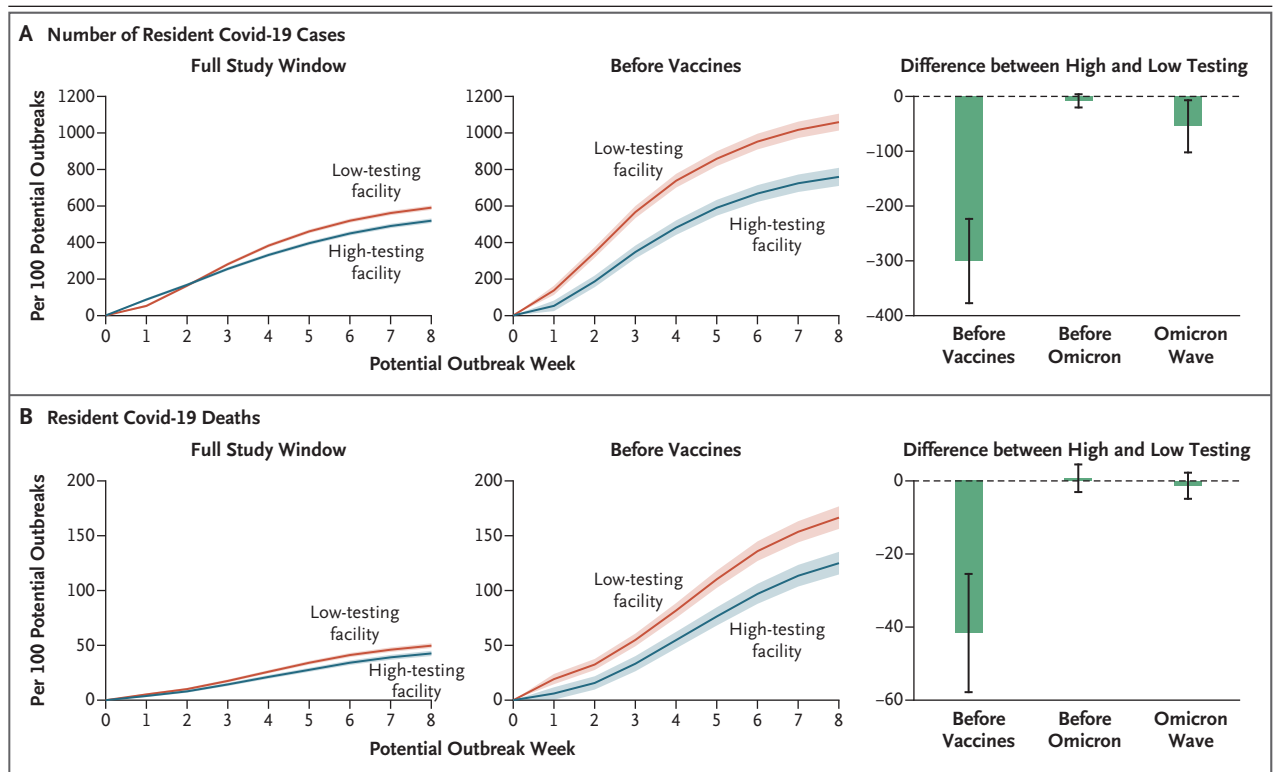 A Number of Resident Covid-19 Cases
Full Study Window
Before Vaccines
Difference between High and Low Testing
Per 100 Potential Outbreaks
1200
1000
800
600
400
200
0
0 1 2 3 4 5 6 7 8
Low-testing
facility
High-testing
facility
1200
1000
800
600
400
200
0
0 1 2 3 4 5 6 7 8
Low-testing
facility
High-testing
facility
Potential Outbreak Week
0
−100
−200
−300
−400
Before
Vaccines
Before
Omicron
Omicron
Wave
B Resident Covid-19 Deaths
Full Study Window
Before Vaccines
Difference between High and Low Testing
Per 100 Potential Outbreaks
200
150
100
50
0
0 1 2 3 4 5 6 7 8
Low-testing
facility
High-testing
facility
200
150
100
50
0
0 1 2 3 4 5 6 7 8
Low-testing
facility
High-testing
facility
Potential Outbreak Week
0
−20
−40
−60
Before
Vaccines
Before
Omicron
Omicron
Wave